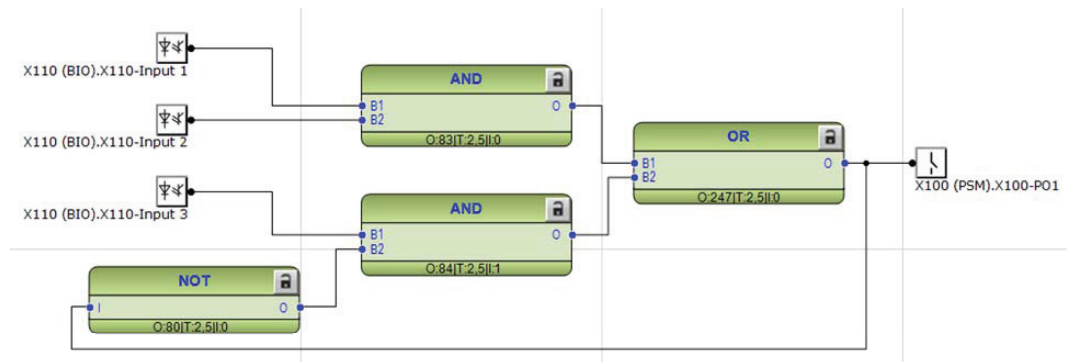 X110 (BIO).X110-Input 1
X110 (BIO).X110-Input 2
X110 (BIO).X110-Input 3
AND
B1 O
B2
O:83|T:2,5|I:0
AND
B1 O
B2
O:84|T:2,5|I:1
NOT
I O
O:80|T:2,5|I:0
OR
B1 O
B2
O:247|T:2,5|I:0
X100 (PSM).X100-PO1